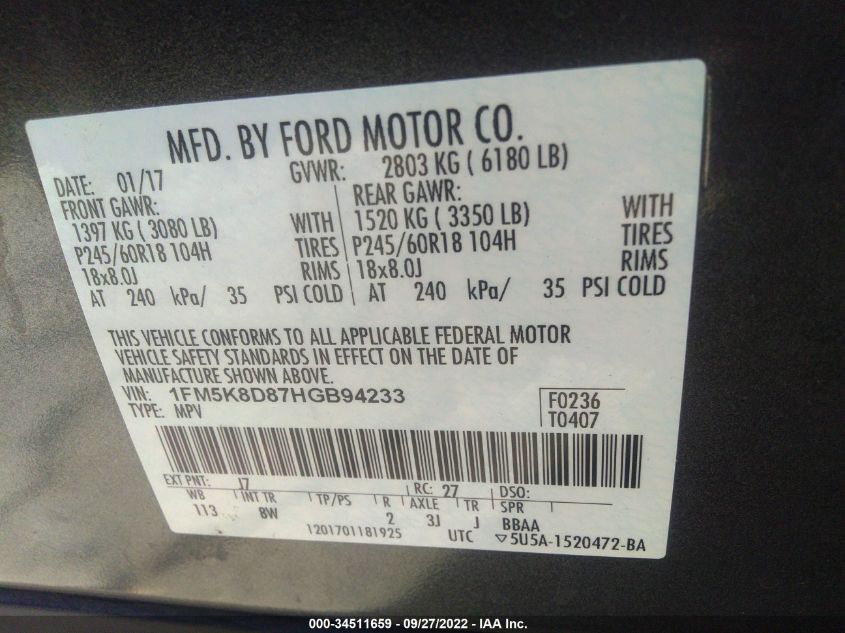 MFD. BY FORD MOTOR CO.
DATE: 01/17 GVWR: 2803 KG ( 6180 LB)
FRONT GAWR: REAR GAWR:
1397 KG ( 3080 LB) WITH 1520 KG ( 3350 LB) WITH
P245/60R18 104H TIRES P245/60R18 104H TIRES
18x8.0J RIMS 18x8.0J RIMS
AT 240 kPa/ 35 PSI COLD AT 240 kPa/ 35 PSI COLD
THIS VEHICLE CONFORMS TO ALL APPLICABLE FEDERAL MOTOR
VEHICLE SAFETY STANDARDS IN EFFECT ON THE DATE OF
MANUFACTURE SHOWN ABOVE.
VIN: 1FM5K8D87HGB94233 F0236
TYPE: MPV T0407
EXT PNT: J7 RC: 27 DSO:
WB INT TR TP/PS R AXLE TR SPR
113 8W 2 3J J BBAA
1201701181925 UTC ▽5U5A-1520472-BA
000-34511659 - 09/27/2022 - IAA Inc.